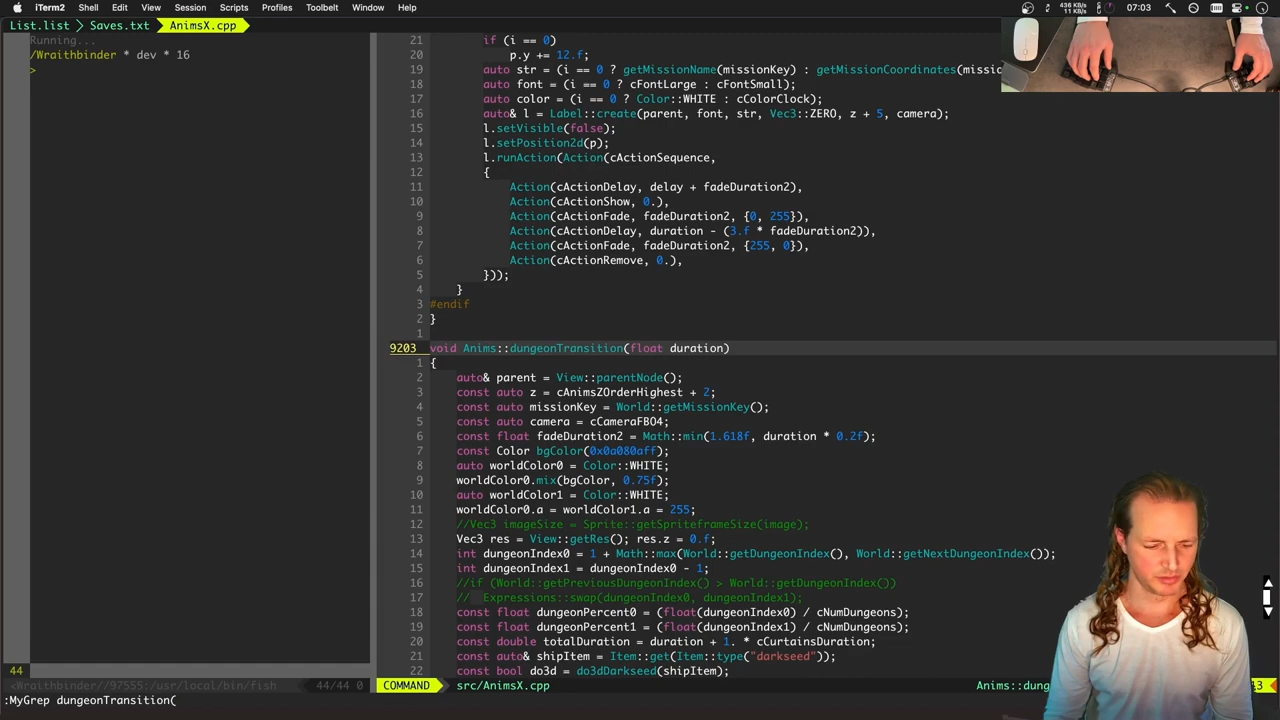 iTerm2 Shell Edit View Session Scripts Profiles Toolbelt Window Help 436 KB/s 11 KB/s 07:03
List.list Saves.txt AnimsX.cpp
Running...
/Wraithbinder * dev * 16
>
21 if (i == 0)
20 p.y += 12.f;
19 auto str = (i == 0 ? getMissionName(missionKey) : getMissionCoordinates(missio
18 auto font = (i == 0 ? cFontLarge : cFontSmall);
17 auto color = (i == 0 ? Color::WHITE : cColorClock);
16 auto& l = Label::create(parent, font, str, Vec3::ZERO, z + 5, camera);
15 l.setVisible(false);
14 l.setPosition2d(p);
13 l.runAction(Action(cActionSequence,
12 {
11 Action(cActionDelay, delay + fadeDuration2),
10 Action(cActionShow, 0.),
9 Action(cActionFade, fadeDuration2, {0, 255}),
8 Action(cActionDelay, duration - (3.f * fadeDuration2)),
7 Action(cActionFade, fadeDuration2, {255, 0}),
6 Action(cActionRemove, 0.),
5 }));
4 }
3 #endif
2 }
1
9203 void Anims::dungeonTransition(float duration)
1 {
2 auto& parent = View::parentNode();
3 const auto z = cAnimsZOrderHighest + 2;
4 const auto missionKey = World::getMissionKey();
5 const auto camera = cCameraFBO4;
6 const float fadeDuration2 = Math::min(1.618f, duration * 0.2f);
7 const Color bgColor(0x0a080aff);
8 auto worldColor0 = Color::WHITE;
9 worldColor0.mix(bgColor, 0.75f);
10 auto worldColor1 = Color::WHITE;
11 worldColor0.a = worldColor1.a = 255;
12 //Vec3 imageSize = Sprite::getSpriteframeSize(image);
13 Vec3 res = View::getRes(); res.z = 0.f;
14 int dungeonIndex0 = 1 + Math::max(World::getDungeonIndex(), World::getNextDungeonIndex());
15 int dungeonIndex1 = dungeonIndex0 - 1;
16 //if (World::getPreviousDungeonIndex() > World::getDungeonIndex())
17 // Expressions::swap(dungeonIndex0, dungeonIndex1);
18 const float dungeonPercent0 = (float(dungeonIndex0) / cNumDungeons);
19 const float dungeonPercent1 = (float(dungeonIndex1) / cNumDungeons);
20 const double totalDuration = duration + 1. * cCurtainsDuration;
21 const auto& shipItem = Item::get(Item::type("darkseed"));
22 const bool do3d = do3dDarkseed(shipItem);
44
<Wraithbinder//97555:/usr/local/bin/fish 44/44 0 COMMAND src/AnimsX.cpp Anims::dung
:MyGrep dungeonTransition(